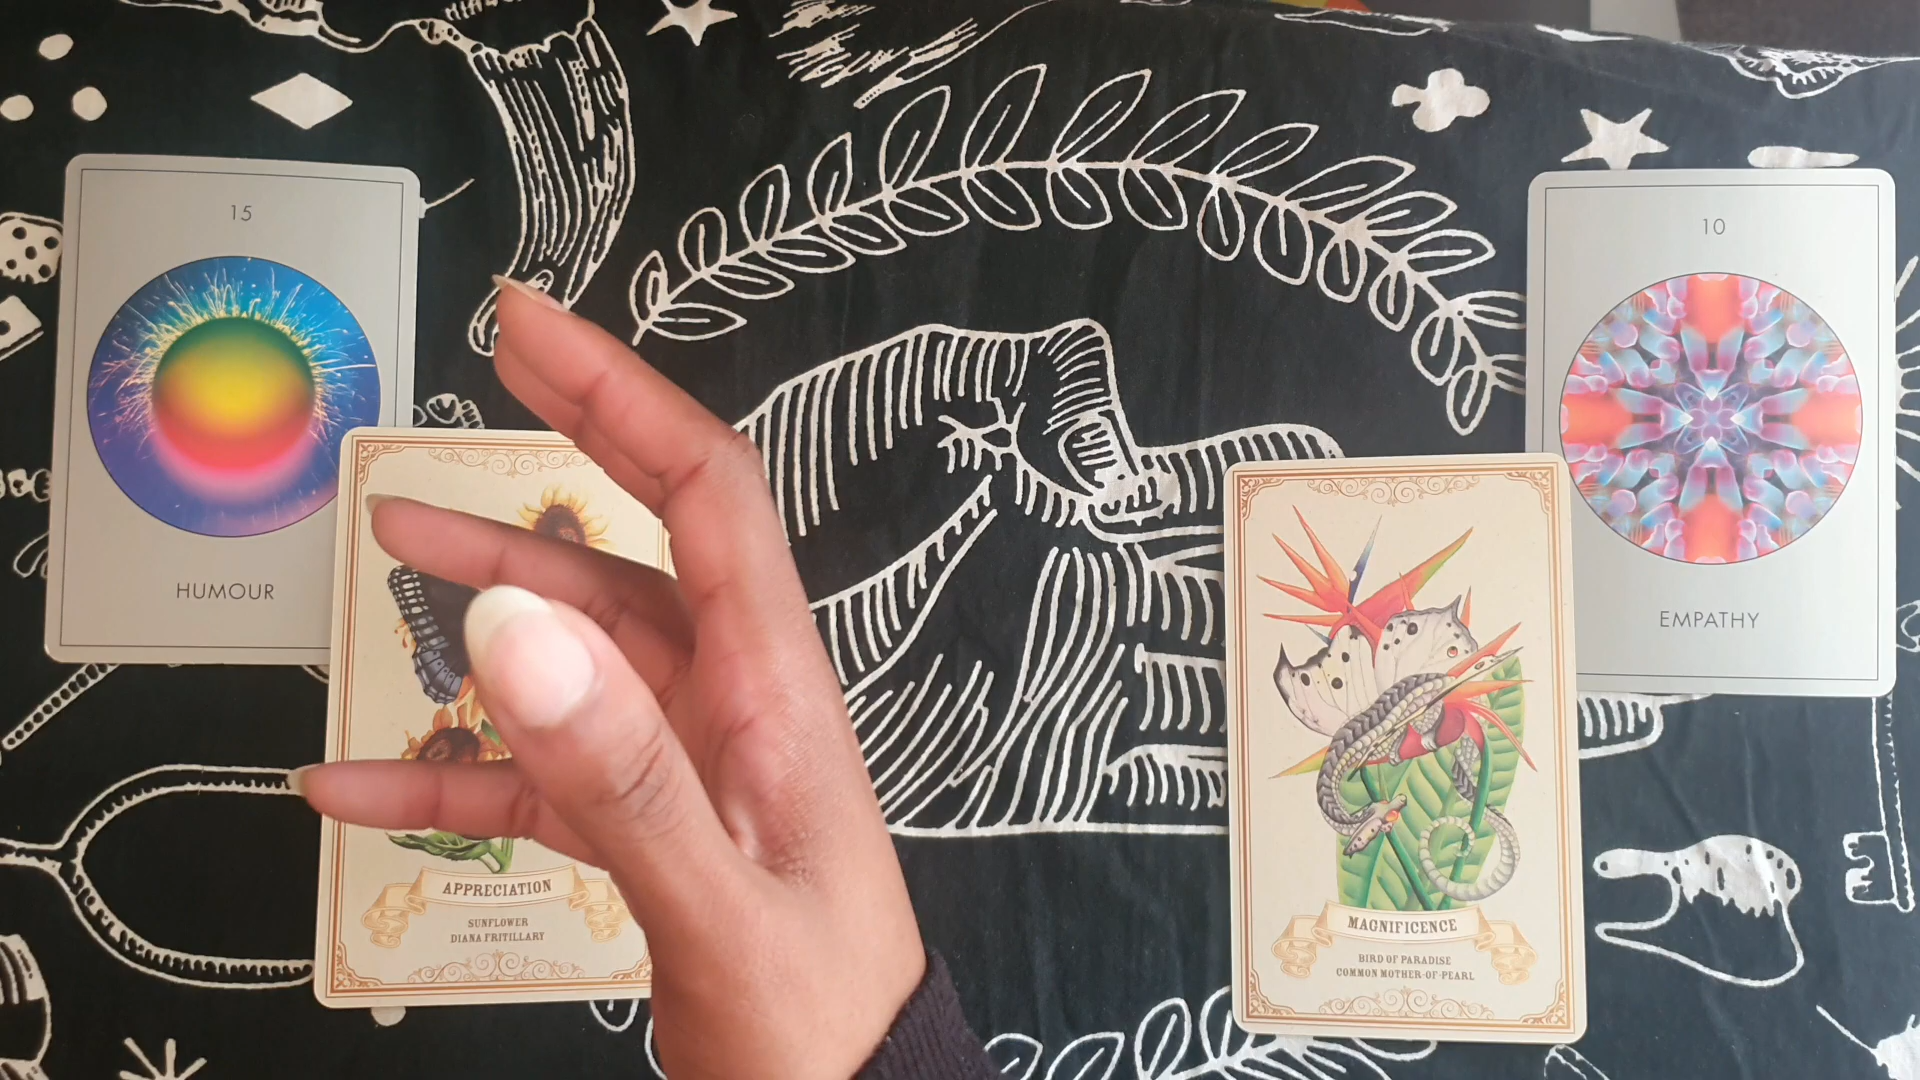 15
HUMOUR
APPRECIATION
SUNFLOWER
DIANA FRITILLARY
MAGNIFICENCE
BIRD OF PARADISE
COMMON MOTHER-OF-PEARL
10
EMPATHY